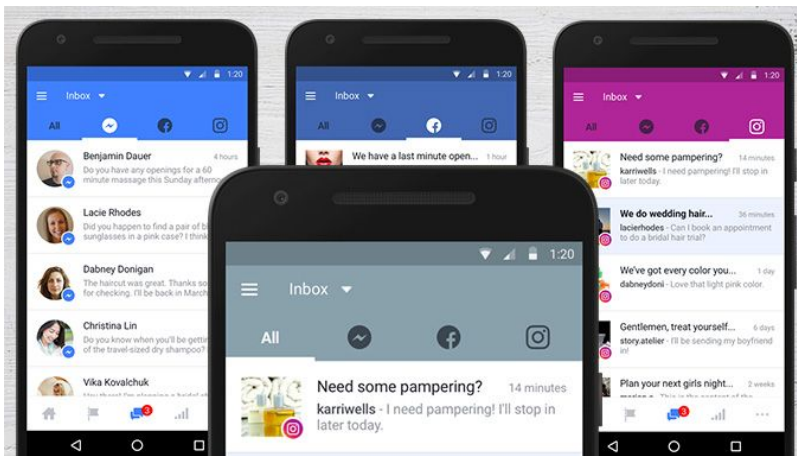 1:20
Inbox
All
Benjamin Dauer 4 hours
Do you have any openings for a 60
minute massage this Sunday
Lacie Rhodes
Did you happen to find a pair of
sunglasses in a pink case? I think
Dabney Donigan
The haircut was great. Thanks
for checking. I'll be back in March
Christina Lin
Do you know when you'll be
of the travel-sized dry shampoo?
Vika Kovalchuk
3
1:20
Inbox
All
We have a last minute open... 1 hour
1:20
Inbox
All
Need some pampering? 14 minutes
karriwells - I need pampering! I'll stop in
later today.
We do wedding hair... 36 minutes
lacierhodes - Can I book an appointment
to do a bridal hair trial?
We've got every color you... 1 day
dabneydoni - Love that light pink color.
Gentlemen, treat yourself... 6 days
story.atelier - I'll be sending my boyfriend
in!
Plan your next girls night... 2 weeks
3
1:20
Inbox
All
Need some pampering? 14 minutes
karriwells - I need pampering! I'll stop in
later today.